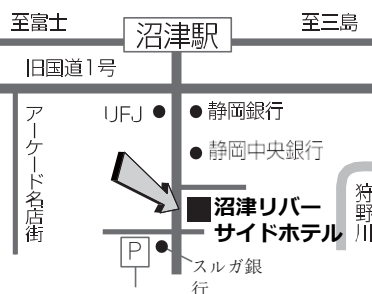 至富士
沼津駅
至三島
旧国道1号
アーケード名店街
UFJ
静岡銀行
静岡中央銀行
沼津リバー
サイドホテル
狩野川
P
スルガ銀
行